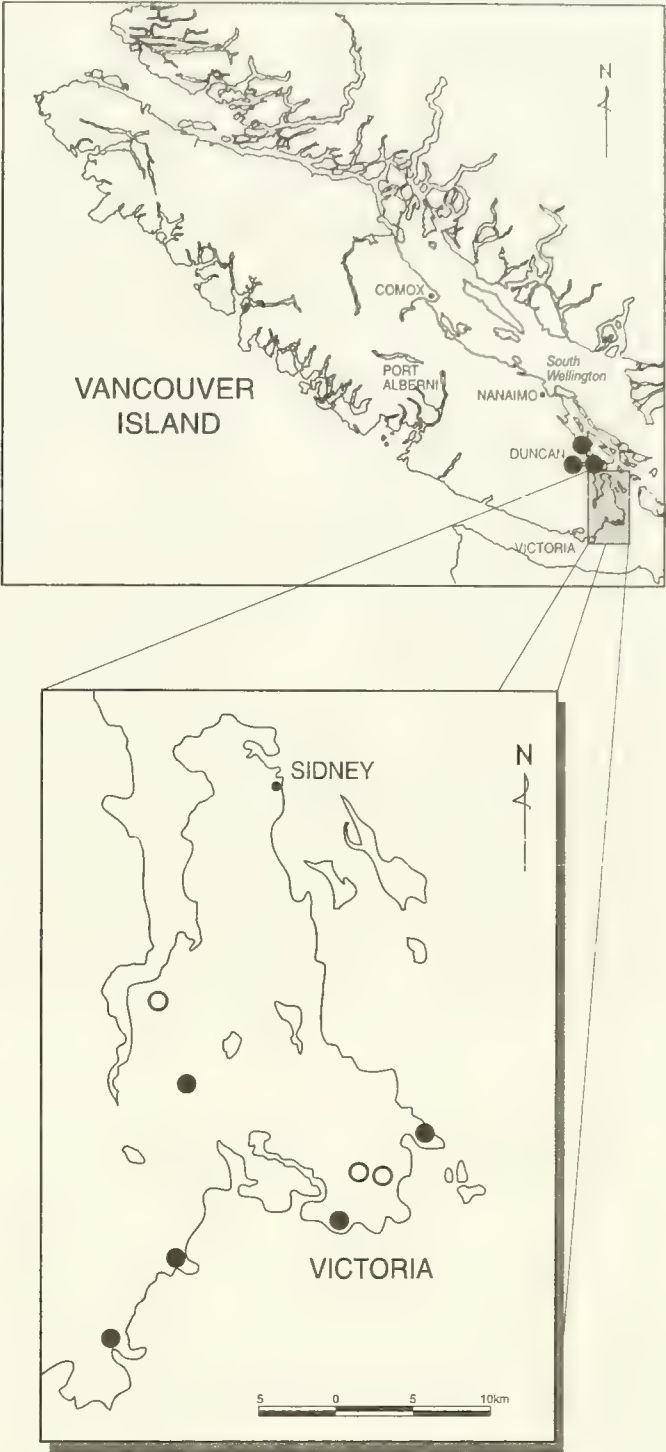 N
COMOX
South
Wellington
PORT
ALBERNI
NANAIMO
VANCOUVER
ISLAND
DUNCAN
VICTORIA
SIDNEY
N
VICTORIA
5 0 5 10km